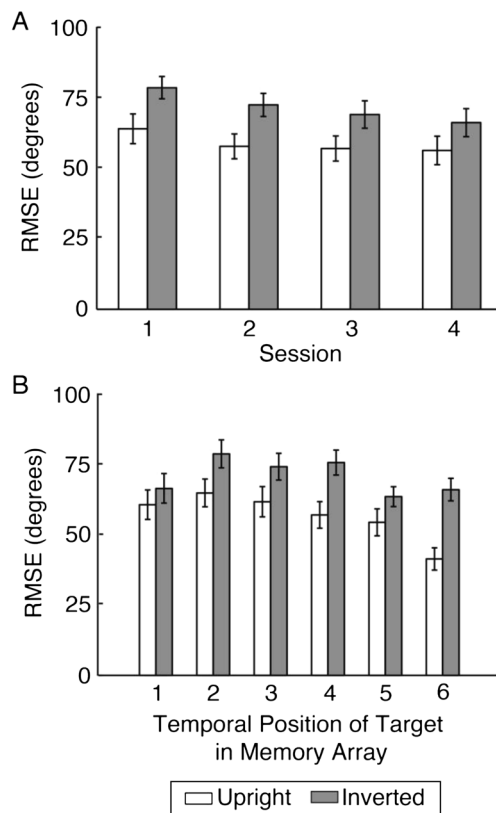 A
100
75
50
25
0
RMSE (degrees)
1 2 3 4
Session
B
100
75
50
25
0
RMSE (degrees)
1 2 3 4 5 6
Temporal Position of Target
in Memory Array
Upright Inverted